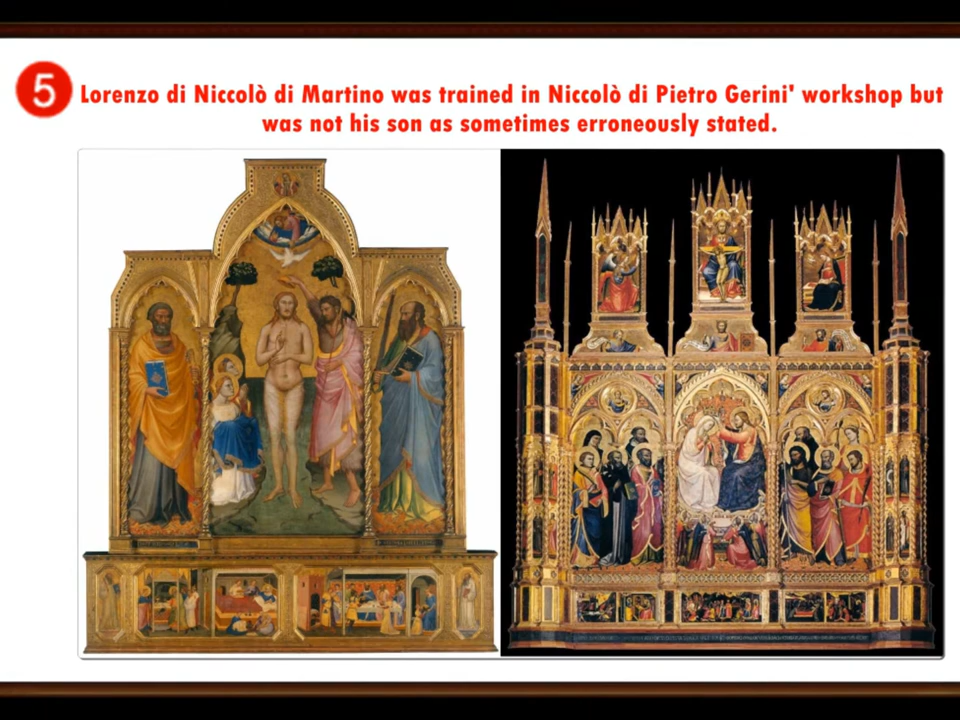 5
Lorenzo di Niccolò di Martino was trained in Niccolò di Pietro Gerini' workshop but
was not his son as sometimes erroneously stated.